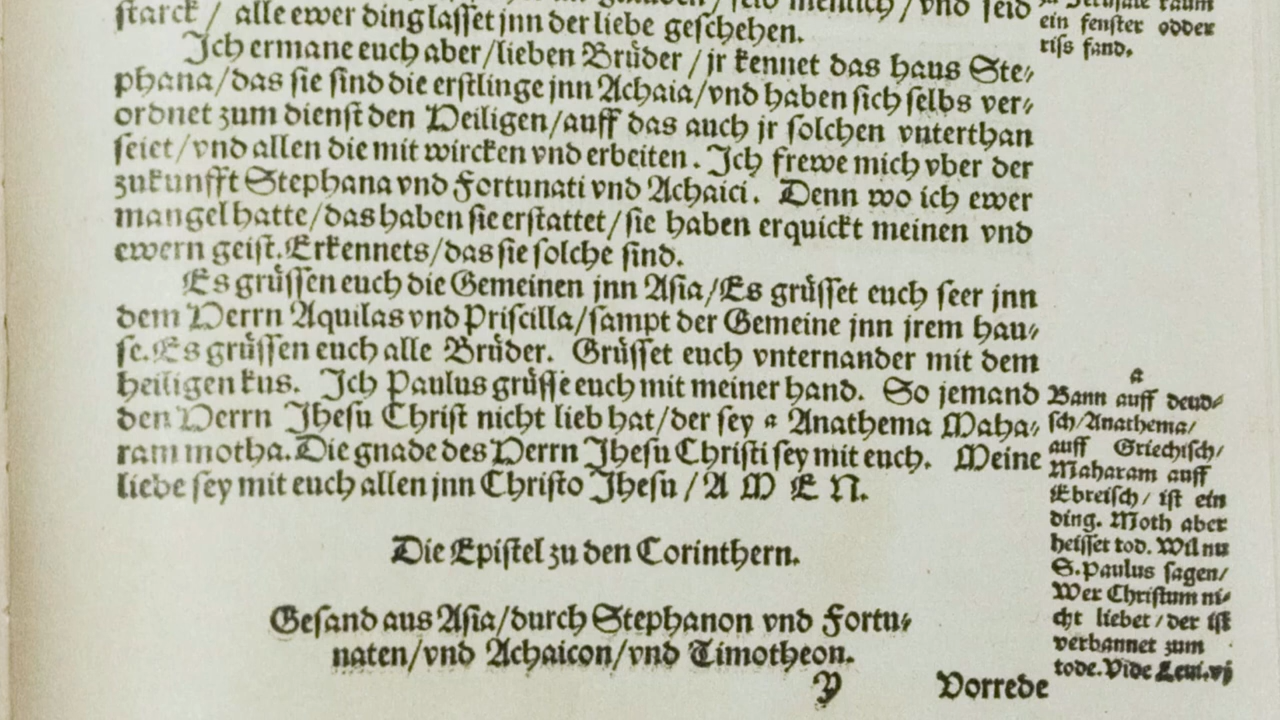 starck / alle ewer ding lasset jnn der liebe geschehen.
Jch ermane euch aber / lieben Brüder / jr kennet das haus Ste⸗
phana / das sie sind die erstlinge jnn Achaia / vnd haben sich selbs ver⸗
ordnet zum dienst den Heiligen / auff das auch jr solchen vnterthan
seiet / vnd allen die mit wircken vnd erbeiten. Jch frewe mich vber der
zukunfft Stephana vnd Fortunati vnd Achaici. Denn wo ich ewer
mangel hatte / das haben sie erstattet / sie haben erquickt meinen vnd
ewern geist. Erkennets / das sie solche sind.
Es grüssen euch die Gemeinen jnn Asia / Es grüsset euch seer jnn
dem Herrn Aquilas vnd Priscilla / sampt der Gemeine jnn jrem hau⸗
se. Es grüssen euch alle Brüder. Grüsset euch vnternander mit dem
heiligen kus. Jch Paulus grüsse euch mit meiner hand. So jemand
den Herrn Jhesu Christ nicht lieb hat / der sey a Anathema Maha⸗
ram motha. Die gnade des Herrn Jhesu Christi sey mit euch. Meine
liebe sey mit euch allen jnn Christo Jhesu / A M E N.
Die Epistel zu den Corinthern.
Gesand aus Asia / durch Stephanon vnd Fortu⸗
naten / vnd Achaicon / vnd Timotheon.
Y Vorrede
ein fenster odder
riss fand.
a
Bann auff deud⸗
sch / Anathema /
auff Griechisch /
Maharam auff
Ebreisch / ist ein
ding. Moth aber
heisset tod. Wil nu
S. Paulus sagen /
Wer Christum ni⸗
cht liebet / der ist
verbannet zum
tode. Vide Leui. vj